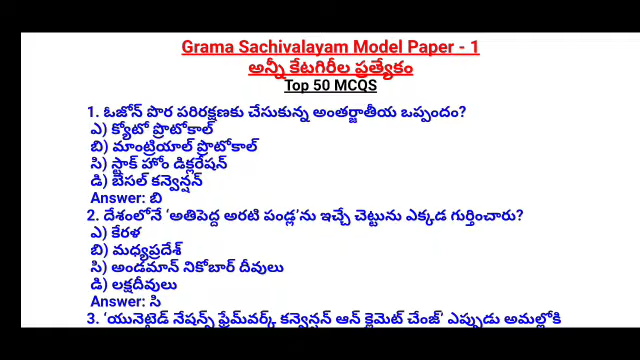 Grama Sachivalayam Model Paper - 1
అన్నీ కేటగిరీల ప్రత్యేకం
Top 50 MCQS
1. ఓజోన్ పొర పరిరక్షణకు చేసుకున్న అంతర్జాతీయ ఒప్పందం?
ఎ) క్యోటో ప్రొటోకాల్
బి) మాంట్రియాల్ ప్రొటోకాల్
సి) స్టాక్ హోం డిక్లరేషన్
డి) బేసల్ కన్వెన్షన్
Answer: బి
2. దేశంలోనే 'అతిపెద్ద అరటి పండ్ల'ను ఇచ్చే చెట్టును ఎక్కడ గుర్తించారు?
ఎ) కేరళ
బి) మధ్యప్రదేశ్
సి) అండమాన్ నికోబార్ దీవులు
డి) లక్షదీవులు
Answer: సి
3. 'యునైటెడ్ నేషన్స్ ఫ్రేమ్‌వర్క్ కన్వెన్షన్ ఆన్ క్లైమెట్ చేంజ్' ఎప్పుడు అమల్లోకి